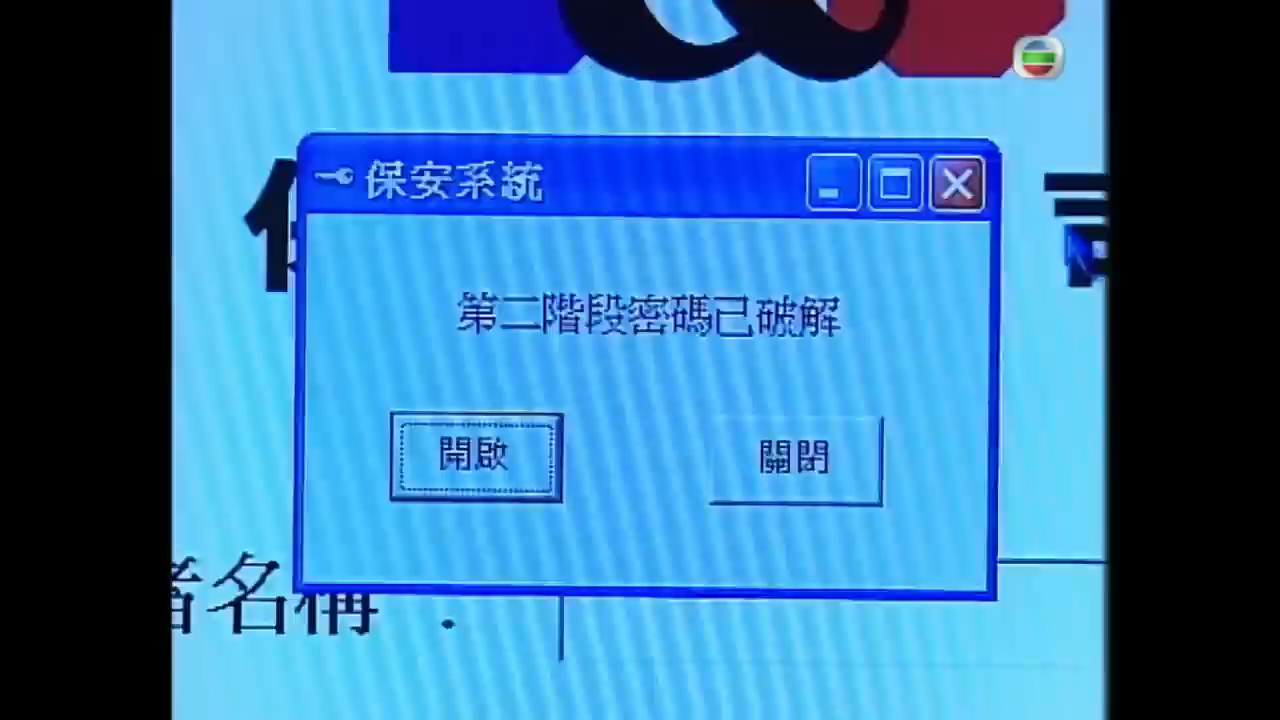 保安系統
第二階段密碼已破解
開啟
關閉
者名稱 :